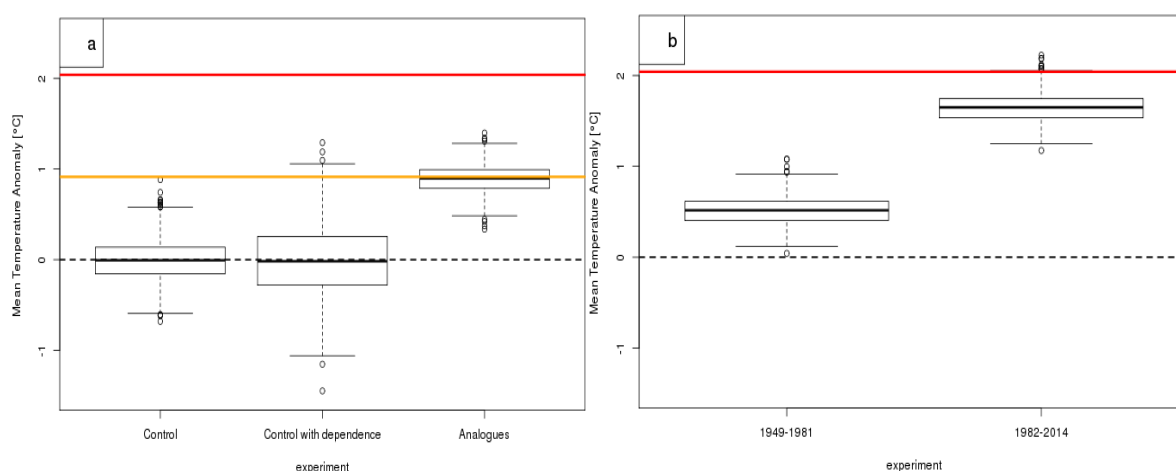 a
Mean Temperature Anomaly [°C]
2
1
0
-1
Control
Control with dependence
Analogues
experiment
b
Mean Temperature Anomaly [°C]
2
1
0
-1
1949-1981
1982-2014
experiment